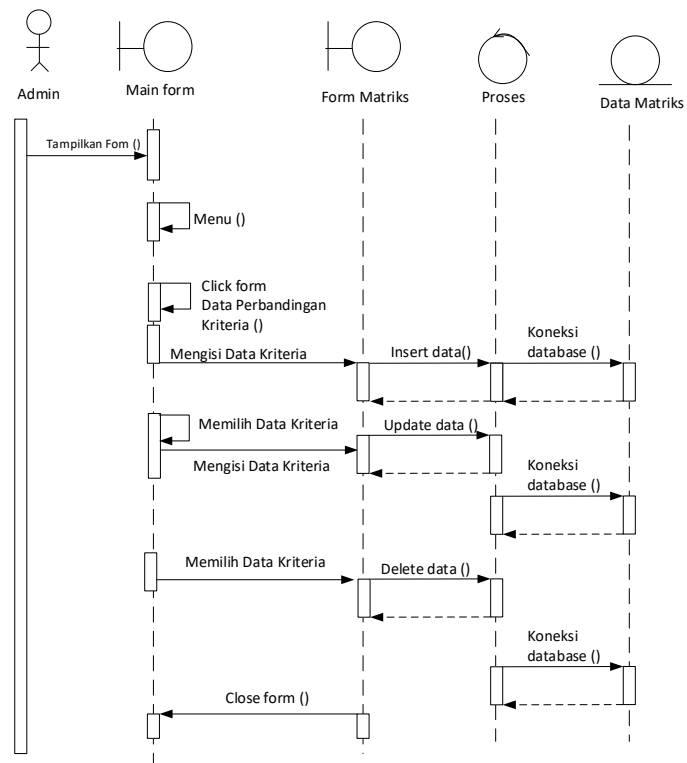 Admin
Main form
Form Matriks
Proses
Data Matriks
Tampilkan Fom ()
Menu ()
Click form
Data Perbandingan
Kriteria ()
Mengisi Data Kriteria
Insert data()
Koneksi
database ()
Memilih Data Kriteria
Update data ()
Mengisi Data Kriteria
Koneksi
database ()
Memilih Data Kriteria
Delete data ()
Koneksi
database ()
Close form ()